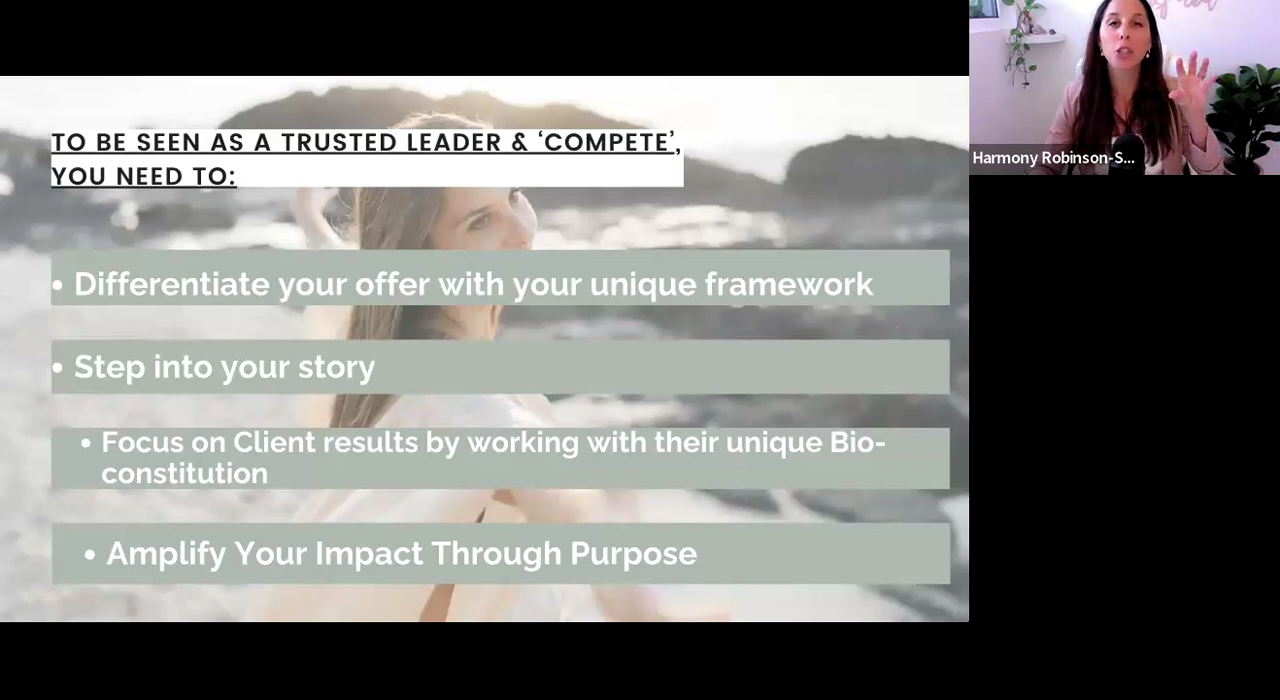 TO BE SEEN AS A TRUSTED LEADER & ‘COMPETE’,
YOU NEED TO:
• Differentiate your offer with your unique framework
• Step into your story
• Focus on Client results by working with their unique Bio-
constitution
• Amplify Your Impact Through Purpose
Harmony Robinson-S...